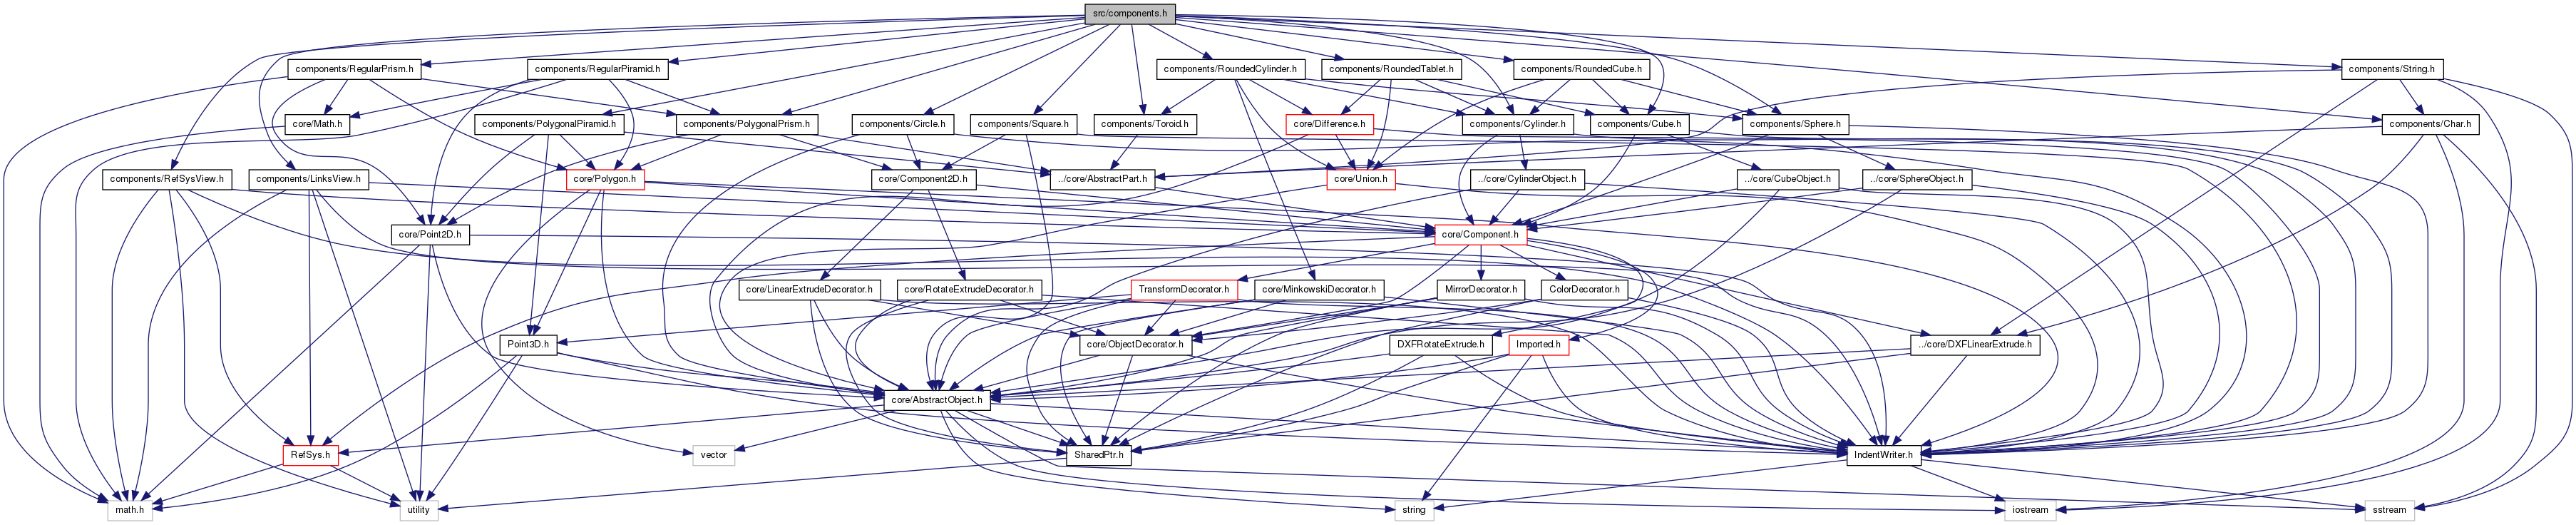 src/components.h
components/RegularPrism.h
components/RegularPiramid.h
components/RoundedCylinder.h
components/RoundedTablet.h
components/RoundedCube.h
components/String.h
core/Math.h
components/PolygonalPiramid.h
components/PolygonalPrism.h
components/Circle.h
components/Square.h
components/Toroid.h
core/Difference.h
components/Cylinder.h
components/Cube.h
components/Sphere.h
components/Char.h
components/RefSysView.h
components/LinksView.h
core/Polygon.h
core/Component2D.h
../core/AbstractPart.h
core/Union.h
../core/CylinderObject.h
../core/CubeObject.h
../core/SphereObject.h
core/Point2D.h
core/Component.h
core/LinearExtrudeDecorator.h
core/RotateExtrudeDecorator.h
TransformDecorator.h
core/MinkowskiDecorator.h
MirrorDecorator.h
ColorDecorator.h
Point3D.h
core/ObjectDecorator.h
DXFRotateExtrude.h
Imported.h
../core/DXFLinearExtrude.h
core/AbstractObject.h
RefSys.h
vector
SharedPtr.h
IndentWriter.h
math.h
utility
string
iostream
sstream